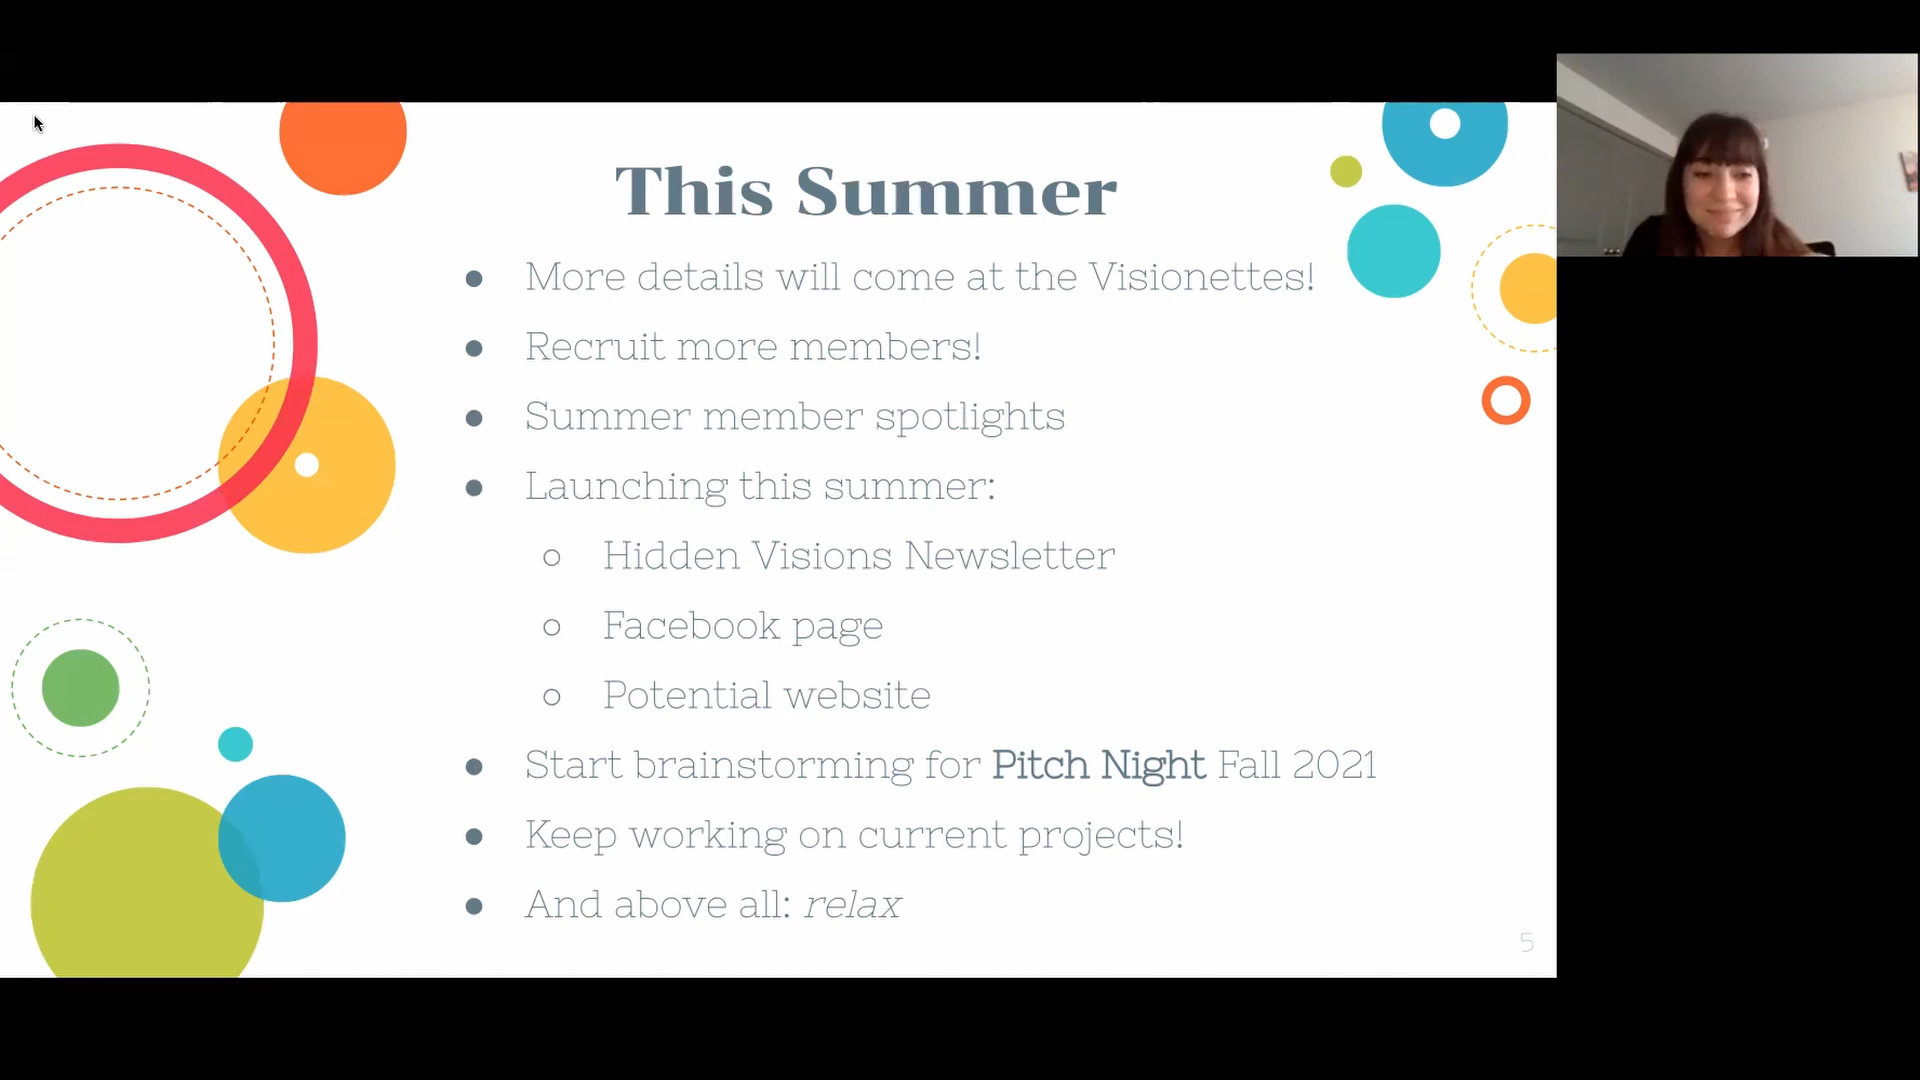 This Summer
● More details will come at the Visionettes!
● Recruit more members!
● Summer member spotlights
● Launching this summer:
○ Hidden Visions Newsletter
○ Facebook page
○ Potential website
● Start brainstorming for Pitch Night Fall 2021
● Keep working on current projects!
● And above all: relax
5